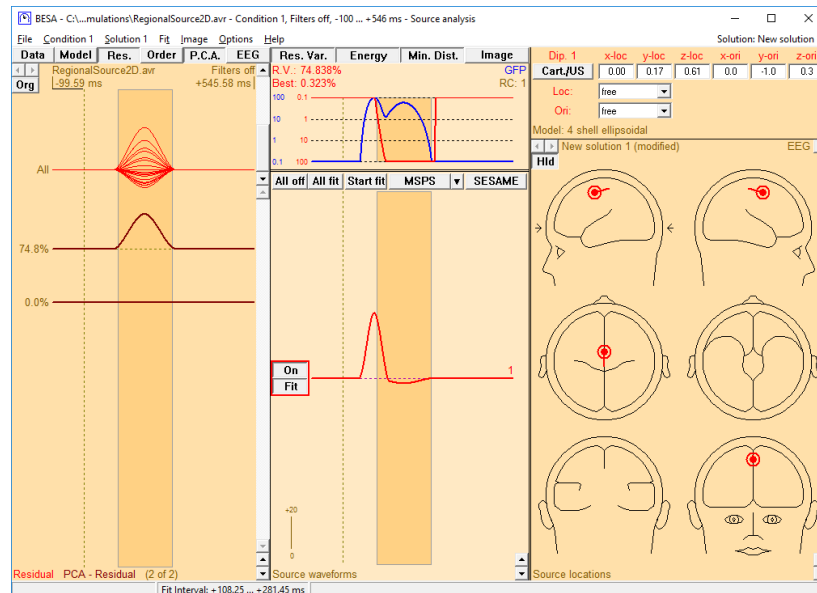 BESA - C:\...mulations\RegionalSource2D.avr - Condition 1, Filters off, -100 ... +546 ms - Source analysis
File Condition 1 Solution 1 Fit Image Options Help Solution: New solution
Data Model Res. Order P.C.A. EEG Res. Var. Energy Min. Dist. Image
Dip. 1 x-loc y-loc z-loc x-ori y-ori z-ori
Cart./US 0.00 0.17 0.61 0.0 -1.0 0.3
Loc: free
Ori: free
Model: 4 shell ellipsoidal
RegionalSource2D.avr Filters off
Org -99.59 ms +545.58 ms
R.V.: 74.838% GFP
Best: 0.323% RC: 1
100 0.1
10 1
1 10
0.1 100
New solution 1 (modified) EEG
Hld
All off All fit Start fit MSPS SESAME
All
74.8%
0.0%
On
Fit
1
+20
0
Residual PCA - Residual (2 of 2)
Source waveforms
Source locations
Fit Interval: +108.25 ... +281.45 ms